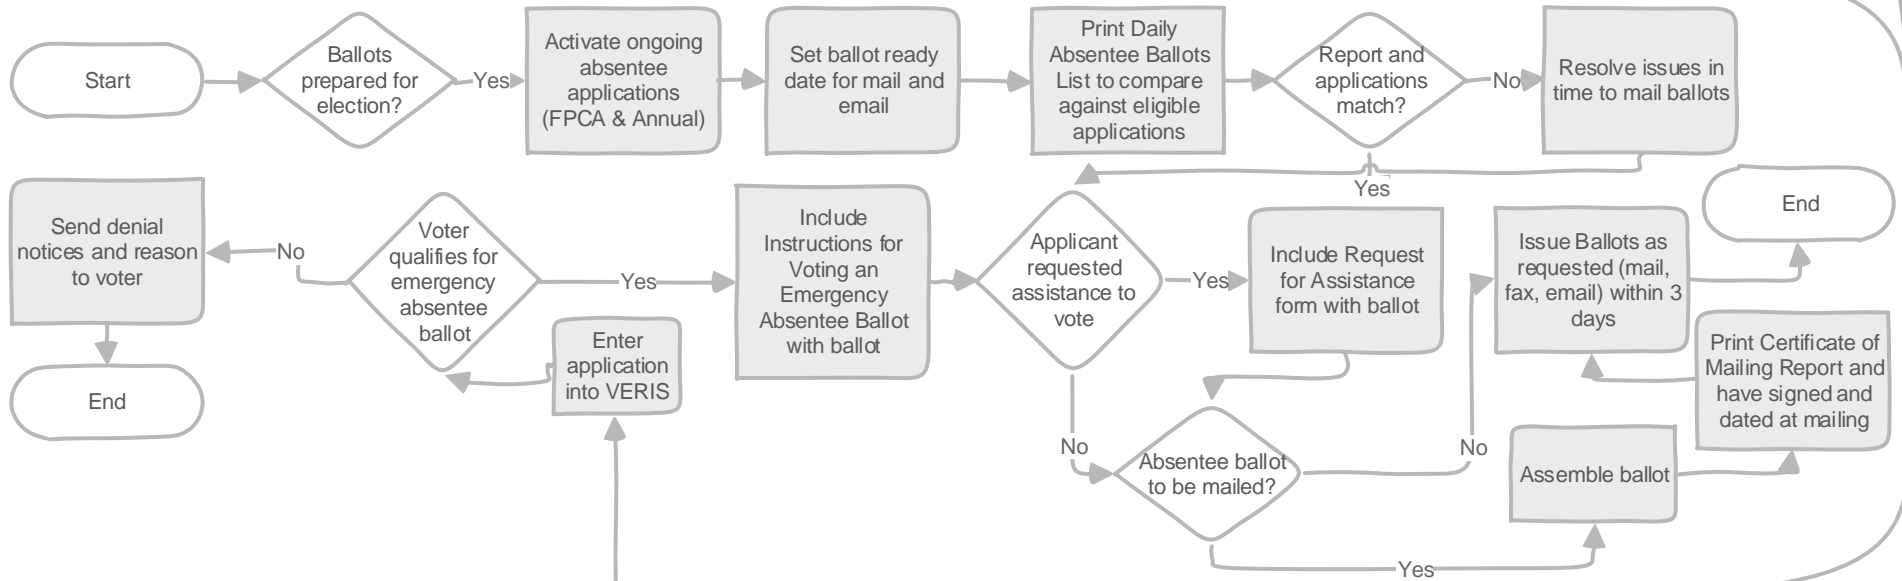 Start
Ballots
prepared for
election?
Yes
Activate ongoing
absentee
applications
(FPCA & Annual)
Set ballot ready
date for mail and
email
Print Daily
Absentee Ballots
List to compare
against eligible
applications
Report and
applications
match?
No
Resolve issues in
time to mail ballots
Yes
Send denial
notices and reason
to voter
No
Voter
qualifies for
emergency
absentee
ballot
Yes
Include
Instructions for
Voting an
Emergency
Absentee Ballot
with ballot
Applicant
requested
assistance to
vote
Yes
Include Request
for Assistance
form with ballot
Issue Ballots as
requested (mail,
fax, email) within 3
days
End
Enter
application
into VERIS
End
Print Certificate of
Mailing Report and
have signed and
dated at mailing
No
Absentee ballot
to be mailed?
No
Assemble ballot
Yes